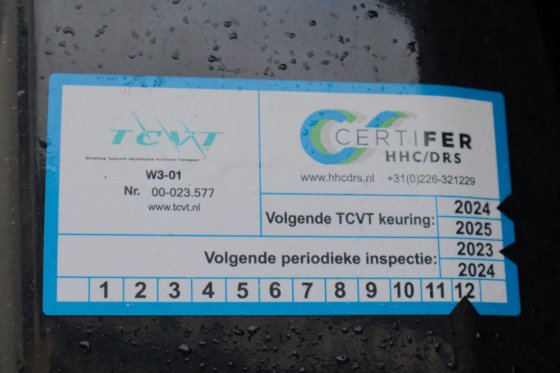 TCVT
Stichting Toezicht Certificatie Verticaal Transport
W3-01
Nr. 00-023.577
www.tcvt.nl
CERTIFER
HHC/DRS
www.hhcdrs.nl +31(0)226-321229
Volgende TCVT keuring:
2024
2025
Volgende periodieke inspectie:
2023
2024
1 2 3 4 5 6 7 8 9 10 11 12